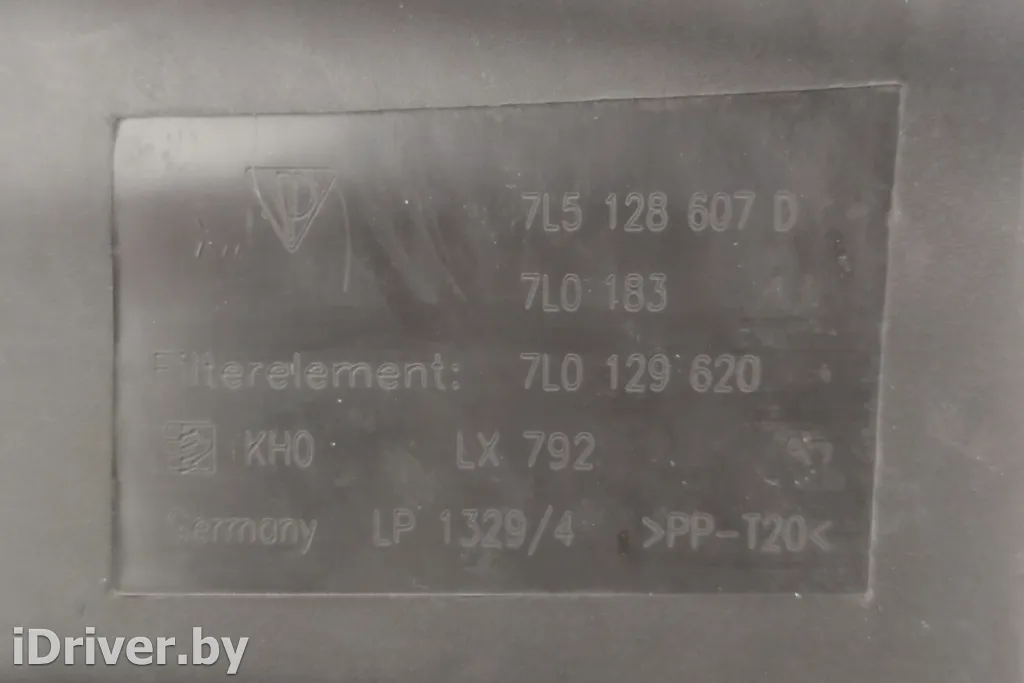 7L5 128 607 D
7L0 183
Filterelement: 7L0 129 620
KHO LX 792
Germany LP 1329/4 >PP-T20<
iDriver.by